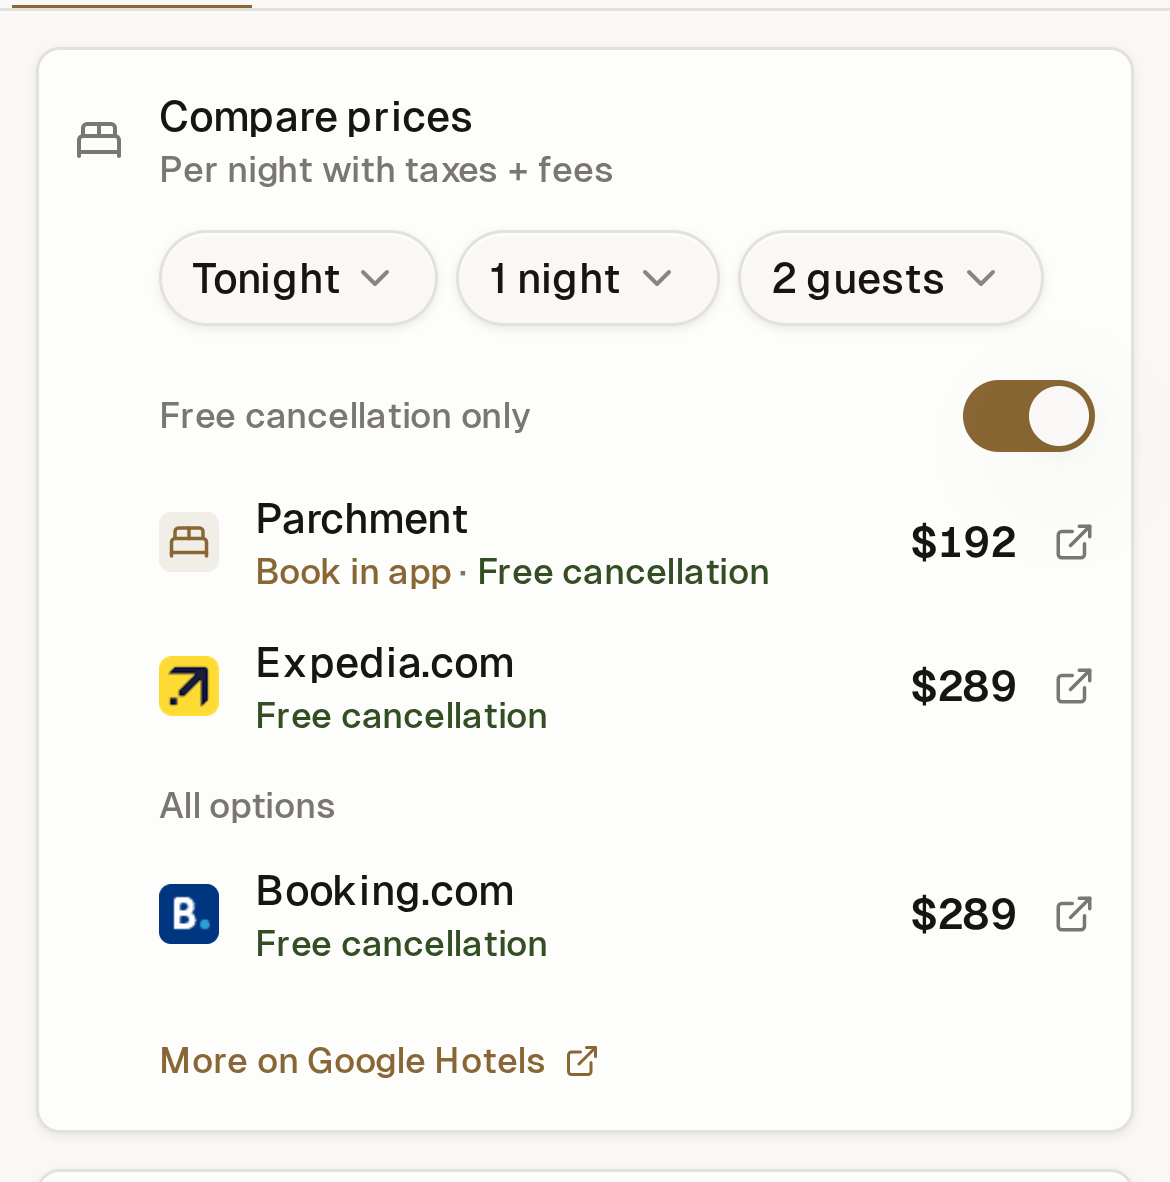 Compare prices
Per night with taxes + fees
Tonight 1 night 2 guests
Free cancellation only
Parchment
Book in app · Free cancellation
$192
Expedia.com
Free cancellation
$289
All options
B.
Booking.com
Free cancellation
$289
More on Google Hotels